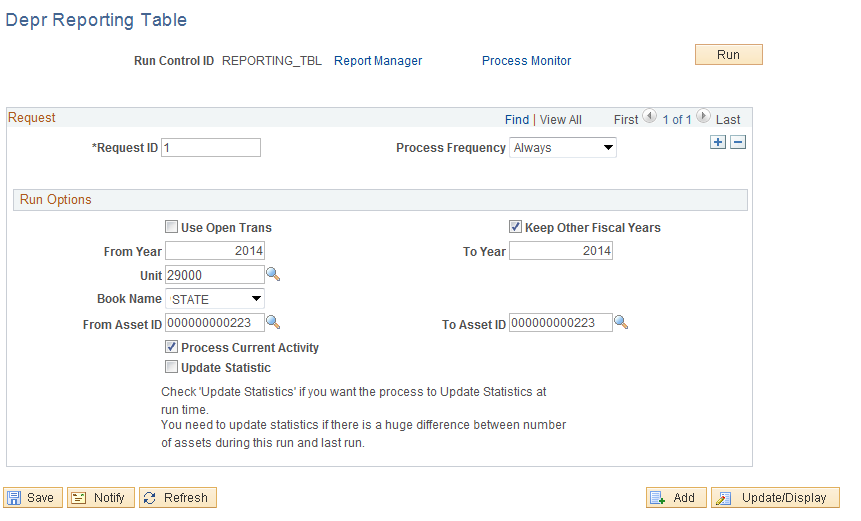 Depr Reporting Table
Run Control ID REPORTING_TBL Report Manager Process Monitor Run
Request Find | View All First 1 of 1 Last
*Request ID 1 Process Frequency Always
Run Options
Use Open Trans Keep Other Fiscal Years
From Year 2014 To Year 2014
Unit 29000
Book Name STATE
From Asset ID 000000000223 To Asset ID 000000000223
Process Current Activity
Update Statistic
Check 'Update Statistics' if you want the process to Update Statistics at
run time.
You need to update statistics if there is a huge difference between number
of assets during this run and last run.
Save Notify Refresh Add Update/Display